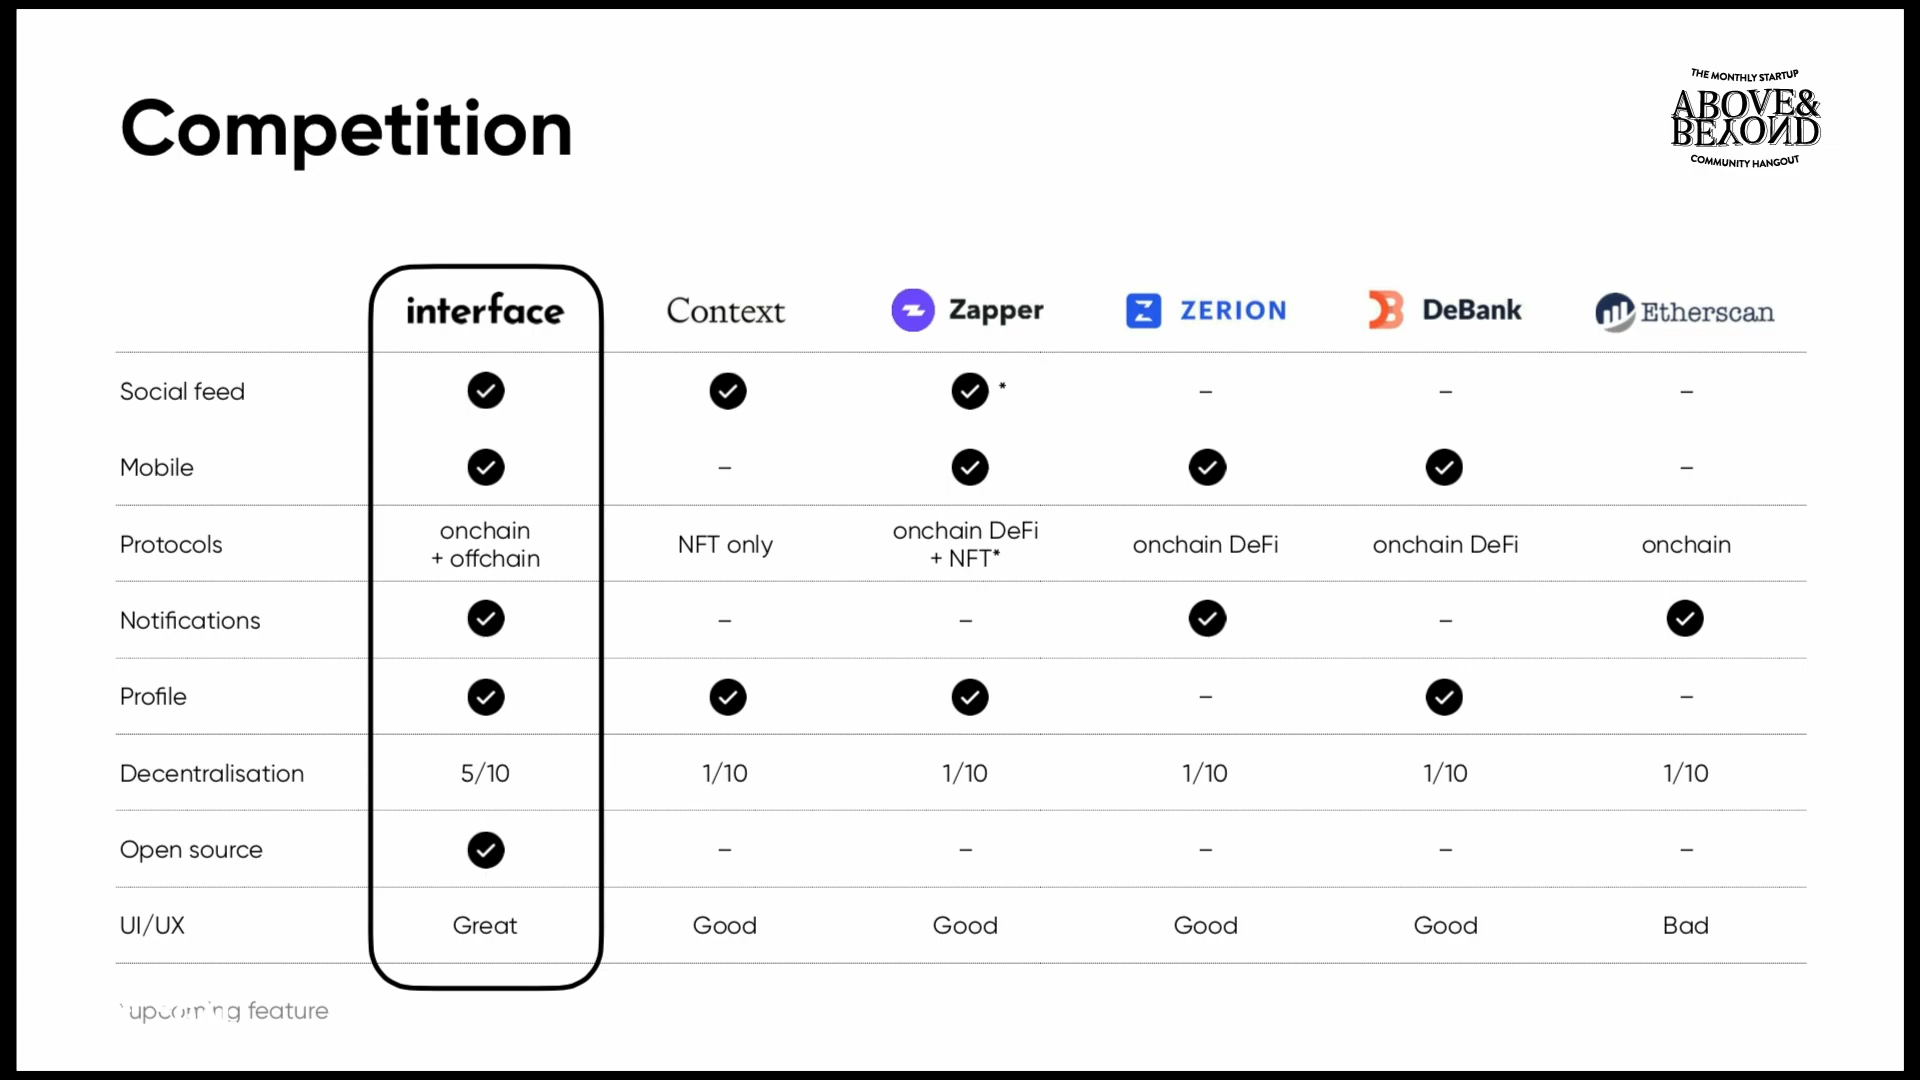 Competition
THE MONTHLY STARTUP
ABOVE&
BEYOND
COMMUNITY HANGOUT
interface Context Zapper ZERION DeBank Etherscan
Social feed * – – –
Mobile – –
Protocols onchain + offchain NFT only onchain DeFi + NFT* onchain DeFi onchain DeFi onchain
Notifications – – –
Profile – –
Decentralisation 5/10 1/10 1/10 1/10 1/10 1/10
Open source – – – – –
UI/UX Great Good Good Good Good Bad
*upcoming feature